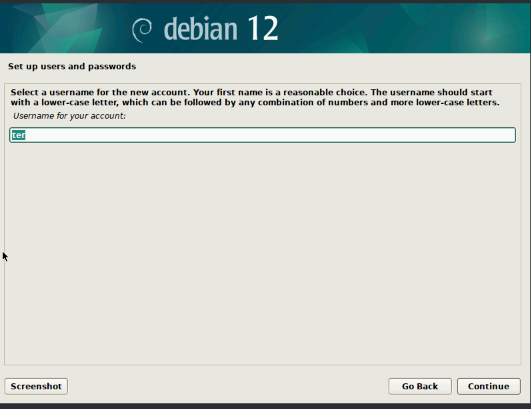 debian 12
Set up users and passwords
Select a username for the new account. Your first name is a reasonable choice. The username should start
with a lower-case letter, which can be followed by any combination of numbers and more lower-case letters.
Username for your account:
ter
Screenshot
Go Back
Continue